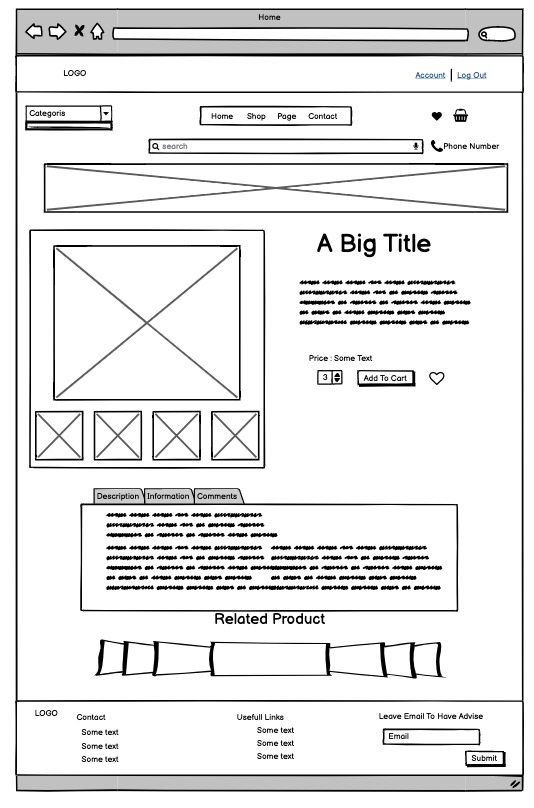 Home
LOGO
Account Log Out
Categoris
Home Shop Page Contact
search
Phone Number
A Big Title
Price : Some Text
3 Add To Cart
Description Information Comments
Related Product
LOGO
Contact
Some text
Some text
Some text
Usefull Links
Some text
Some text
Some text
Leave Email To Have Advise
Email
Submit